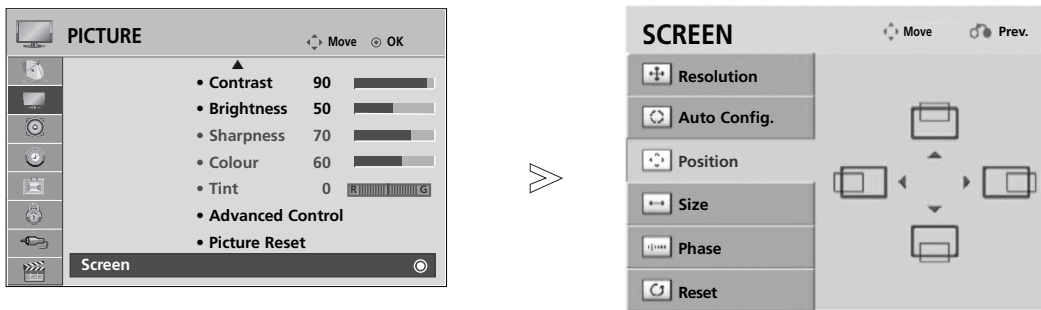 PICTURE
Move OK
• Contrast 90
• Brightness 50
• Sharpness 70
• Colour 60
• Tint 0 R G
• Advanced Control
• Picture Reset
Screen
SCREEN
Move Prev.
Resolution
Auto Config.
Position
Size
Phase
Reset